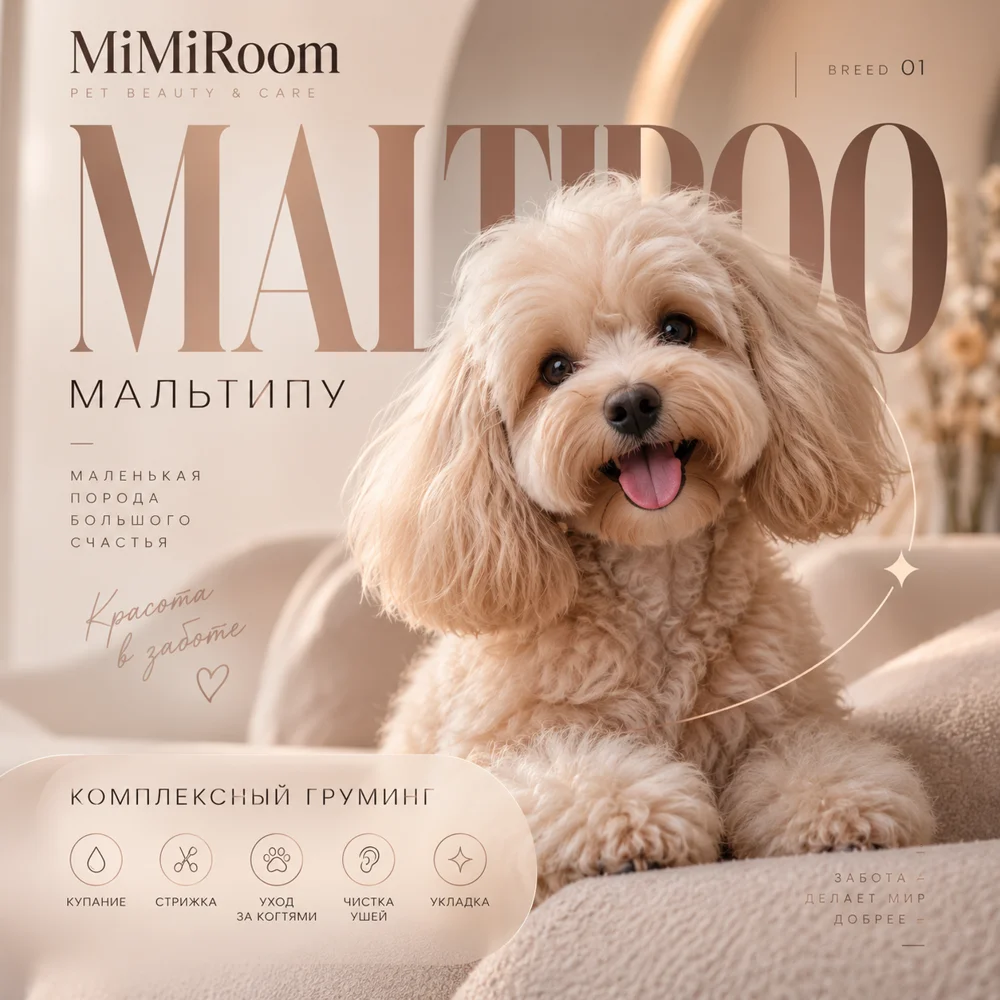 MiMiRoom
PET BEAUTY & CARE
BREED 01
MALTIPOO
МАЛЬТИПУ
МАЛЕНЬКАЯ
ПОРОДА
БОЛЬШОГО
СЧАСТЬЯ
Красота
в заботе
КОМПЛЕКСНЫЙ ГРУМИНГ
КУПАНИЕ
СТРИЖКА
УХОД
ЗА КОГТЯМИ
ЧИСТКА
УШЕЙ
УКЛАДКА
ЗАБОТА –
ДЕЛАЕТ МИР
ДОБРЕЕ –